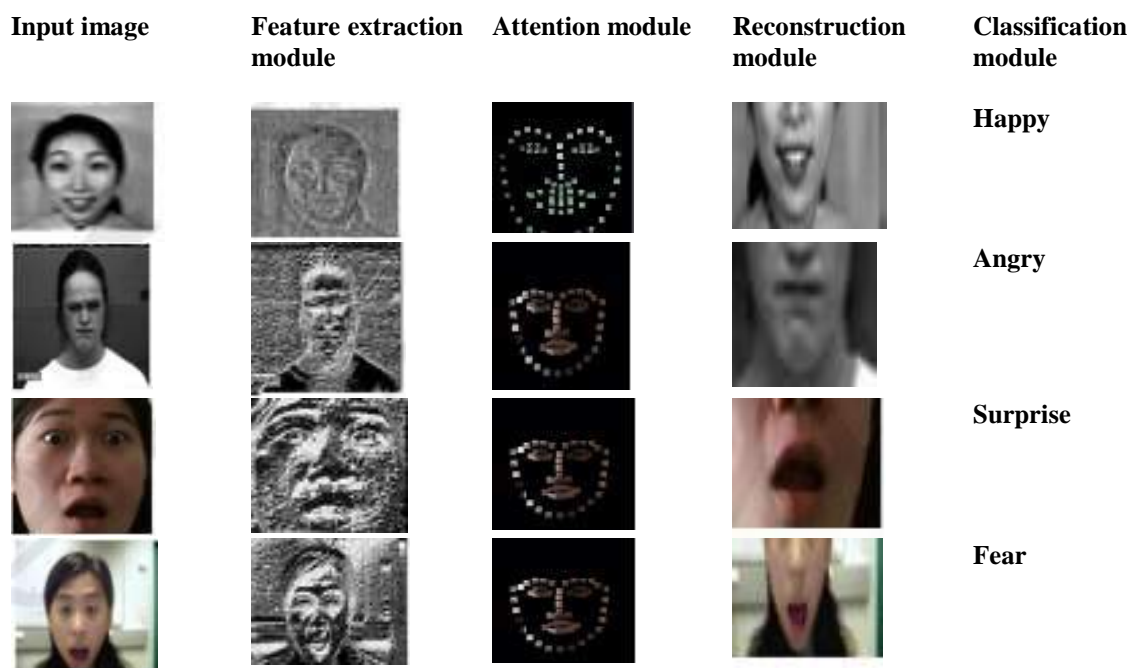 Input image
Feature extraction module
Attention module
Reconstruction module
Classification module
Happy
Angry
Surprise
Fear